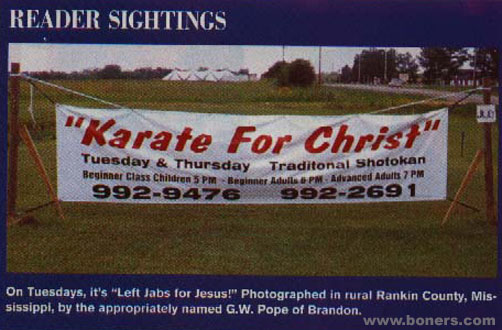 READER SIGHTINGS
"Karate For Christ"
Tuesday & Thursday Traditonal Shotokan
Beginner Class Children 5 PM - Beginner Adults 6 PM - Advanced Adults 7 PM
992-9476 992-2691
On Tuesdays, it's "Left Jabs for Jesus!" Photographed in rural Rankin County, Mis-
sissippi, by the appropriately named G.W. Pope of Brandon.
www.boners.com